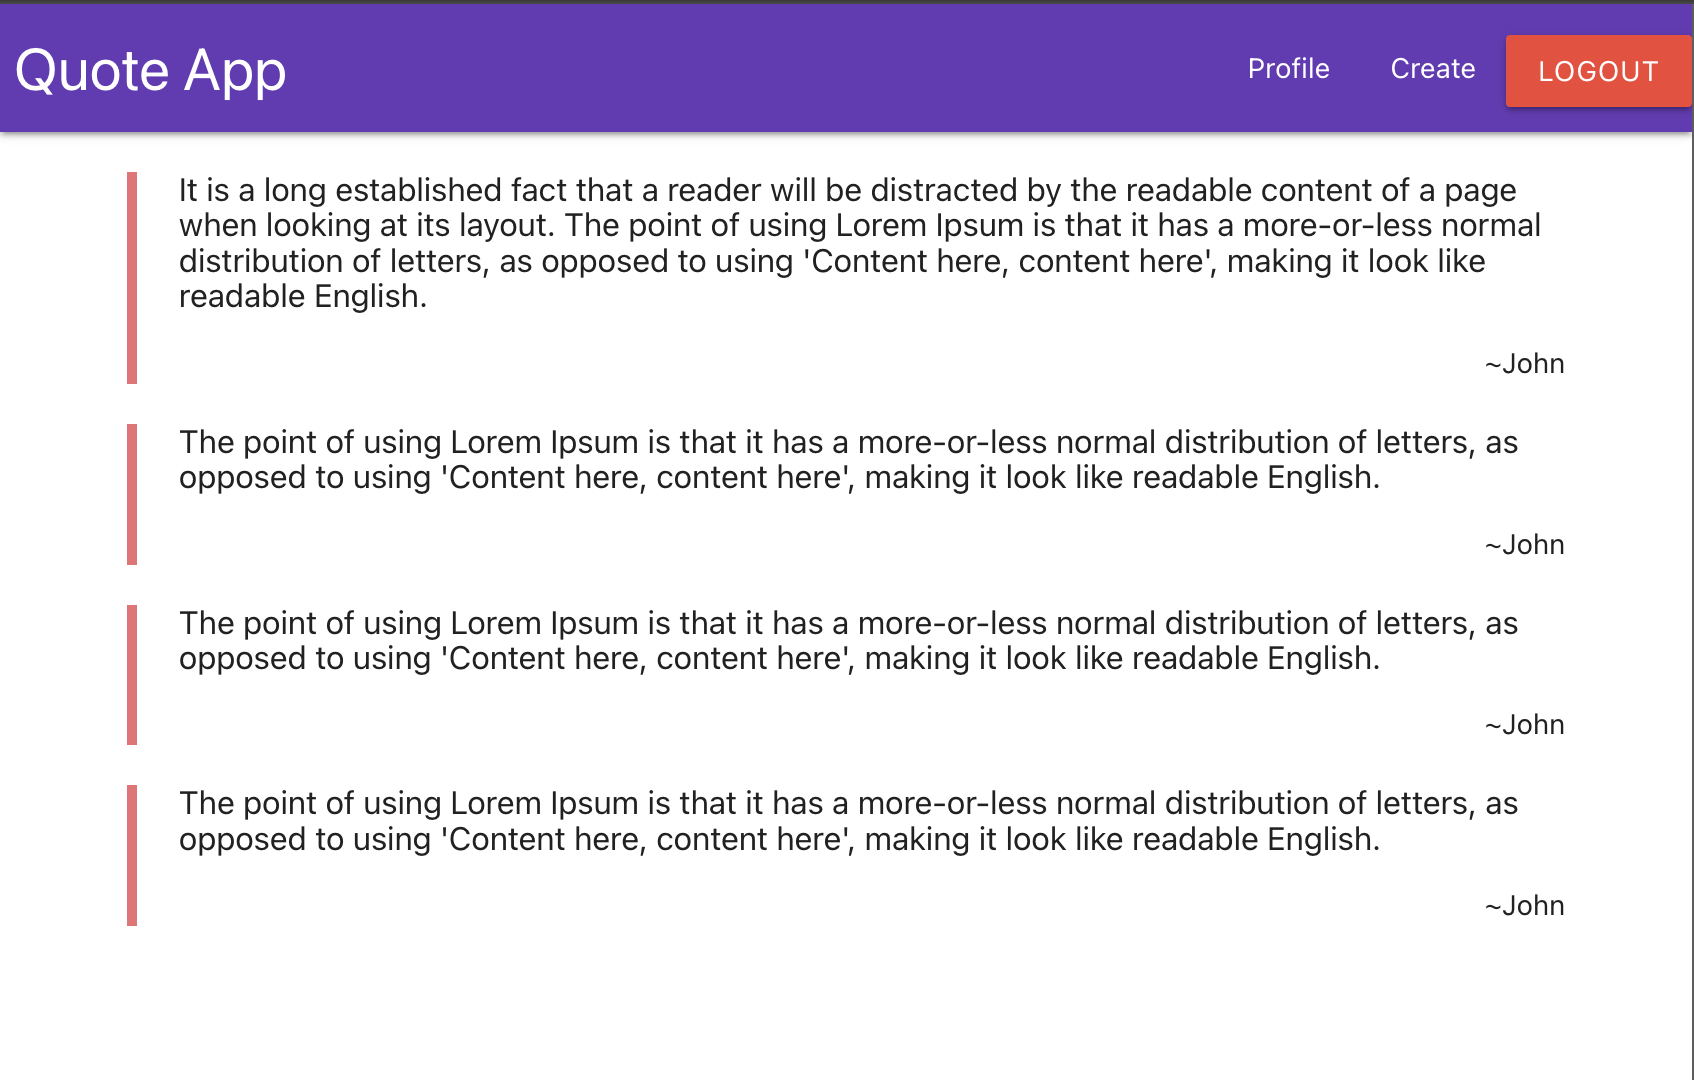 Quote App
Profile
Create
LOGOUT
It is a long established fact that a reader will be distracted by the readable content of a page
when looking at its layout. The point of using Lorem Ipsum is that it has a more-or-less normal
distribution of letters, as opposed to using 'Content here, content here', making it look like
readable English.
~John
The point of using Lorem Ipsum is that it has a more-or-less normal distribution of letters, as
opposed to using 'Content here, content here', making it look like readable English.
~John
The point of using Lorem Ipsum is that it has a more-or-less normal distribution of letters, as
opposed to using 'Content here, content here', making it look like readable English.
~John
The point of using Lorem Ipsum is that it has a more-or-less normal distribution of letters, as
opposed to using 'Content here, content here', making it look like readable English.
~John